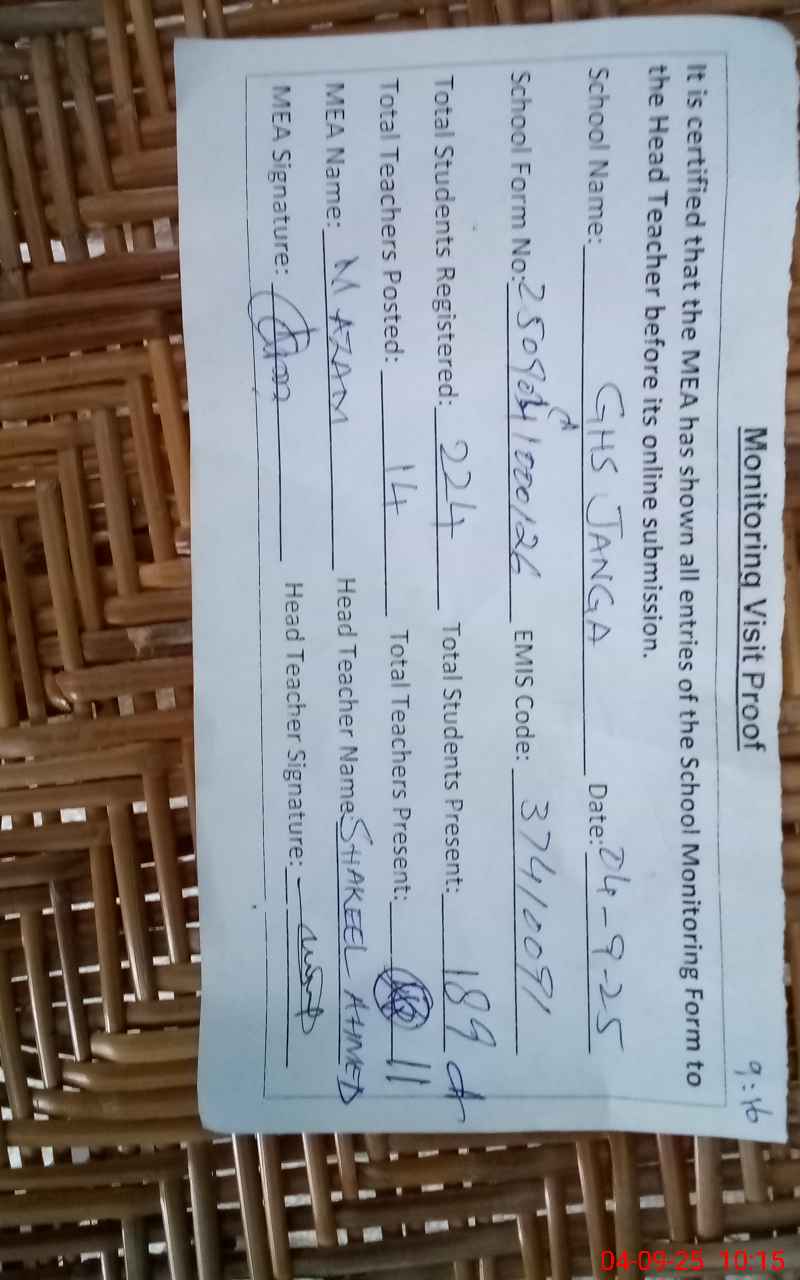 9:16
Monitoring Visit Proof
It is certified that the MEA has shown all entries of the School Monitoring Form to
the Head Teacher before its online submission.
School Name: GHS JANGA Date: 04-9-25
School Form No: 1000126 EMIS Code: 37410091
Total Students Registered: 224 Total Students Present: 189
Total Teachers Posted: 14 Total Teachers Present: 11
MEA Name: M AZAM Head Teacher Name: SHAKEEL AHMED
MEA Signature: Head Teacher Signature:
04-09-25 10:15